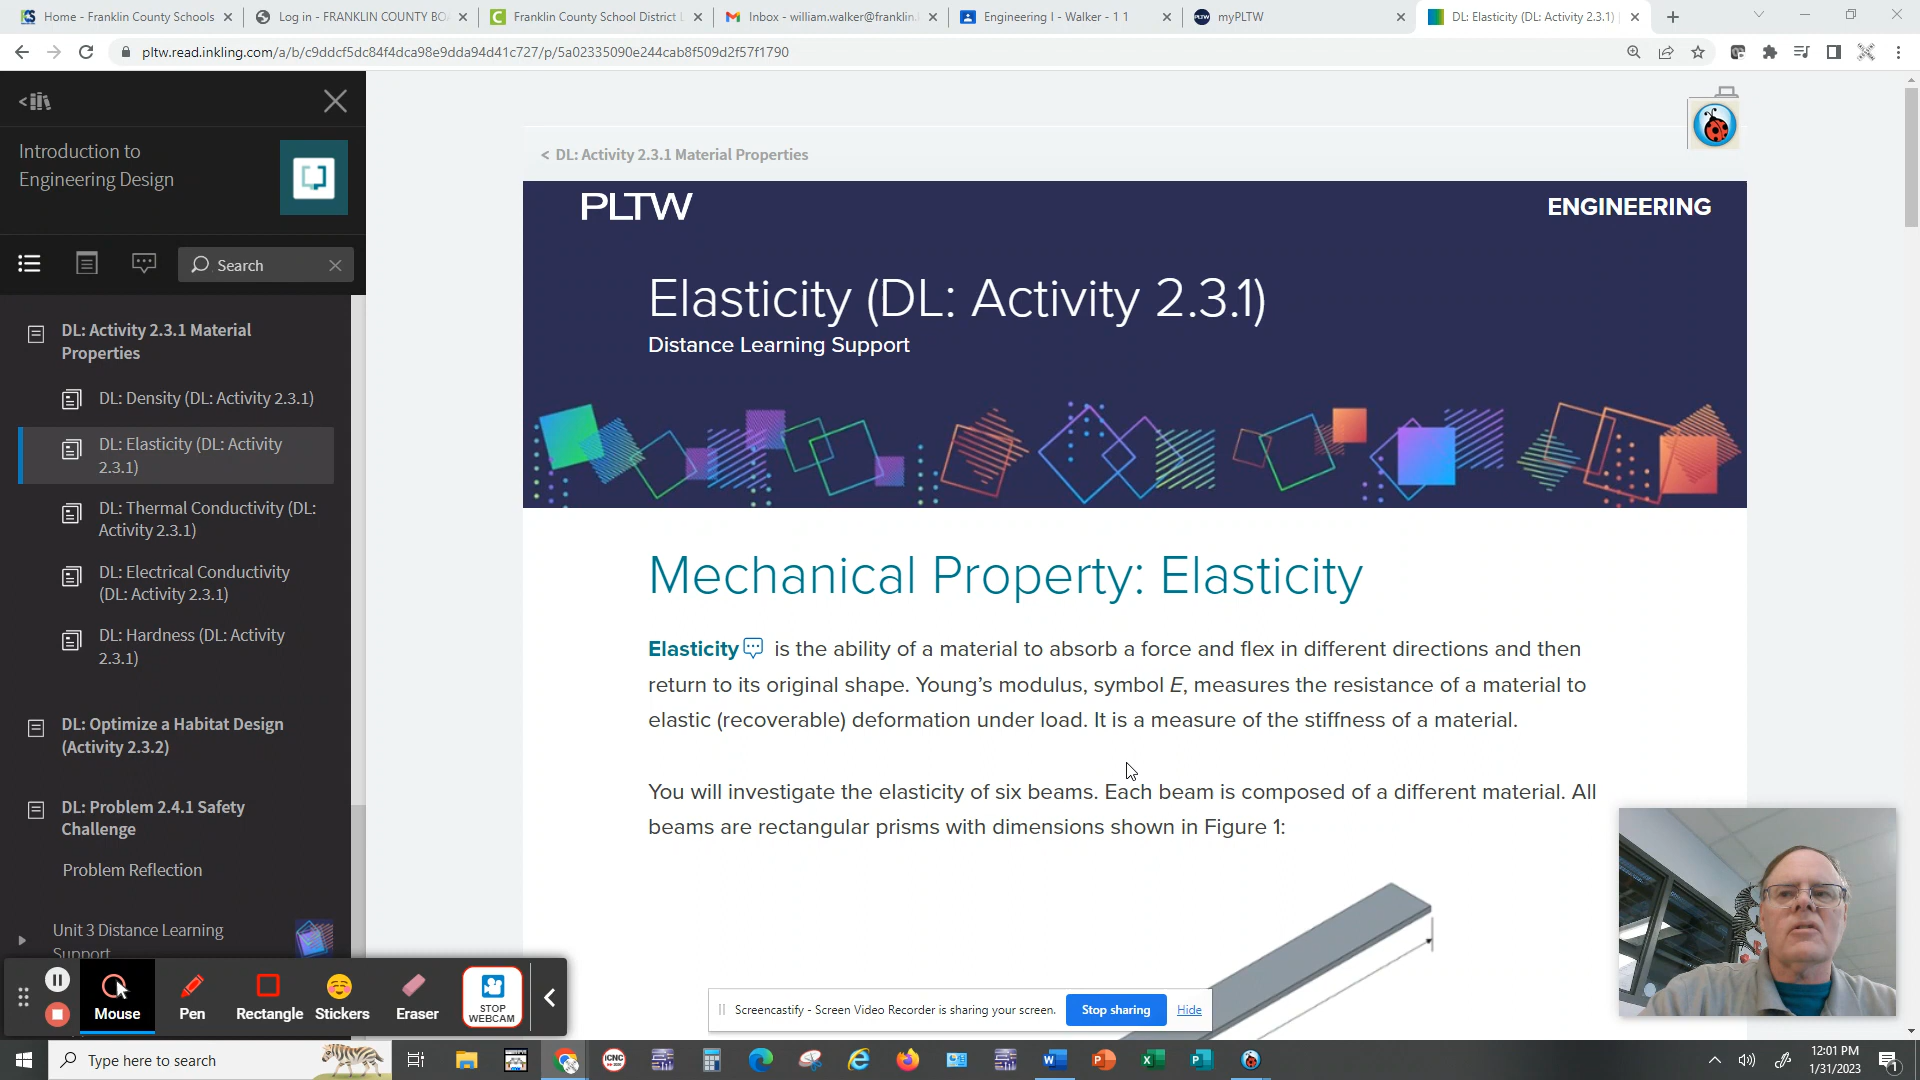 Home - Franklin County Schools
Log in - FRANKLIN COUNTY BO
Franklin County School District L
Inbox - william.walker@franklin.
Engineering I - Walker - 1 1
myPLTW
DL: Elasticity (DL: Activity 2.3.1) |
pltw.read.inkling.com/a/b/c9ddcf5dc84f4dca98e9dda94d41c727/p/5a02335090e244cab8f509d2f57f1790
Introduction to
Engineering Design
Search
DL: Activity 2.3.1 Material
Properties
DL: Density (DL: Activity 2.3.1)
DL: Elasticity (DL: Activity
2.3.1)
DL: Thermal Conductivity (DL:
Activity 2.3.1)
DL: Electrical Conductivity
(DL: Activity 2.3.1)
DL: Hardness (DL: Activity
2.3.1)
DL: Optimize a Habitat Design
(Activity 2.3.2)
DL: Problem 2.4.1 Safety
Challenge
Problem Reflection
Unit 3 Distance Learning
Support
< DL: Activity 2.3.1 Material Properties
PLTW
ENGINEERING
Elasticity (DL: Activity 2.3.1)
Distance Learning Support
Mechanical Property: Elasticity
Elasticity is the ability of a material to absorb a force and flex in different directions and then
return to its original shape. Young's modulus, symbol E, measures the resistance of a material to
elastic (recoverable) deformation under load. It is a measure of the stiffness of a material.
You will investigate the elasticity of six beams. Each beam is composed of a different material. All
beams are rectangular prisms with dimensions shown in Figure 1:
Mouse
Pen
Rectangle
Stickers
Eraser
STOP
WEBCAM
Screencastify - Screen Video Recorder is sharing your screen.
Stop sharing
Hide
Type here to search
12:01 PM
1/31/2023
1